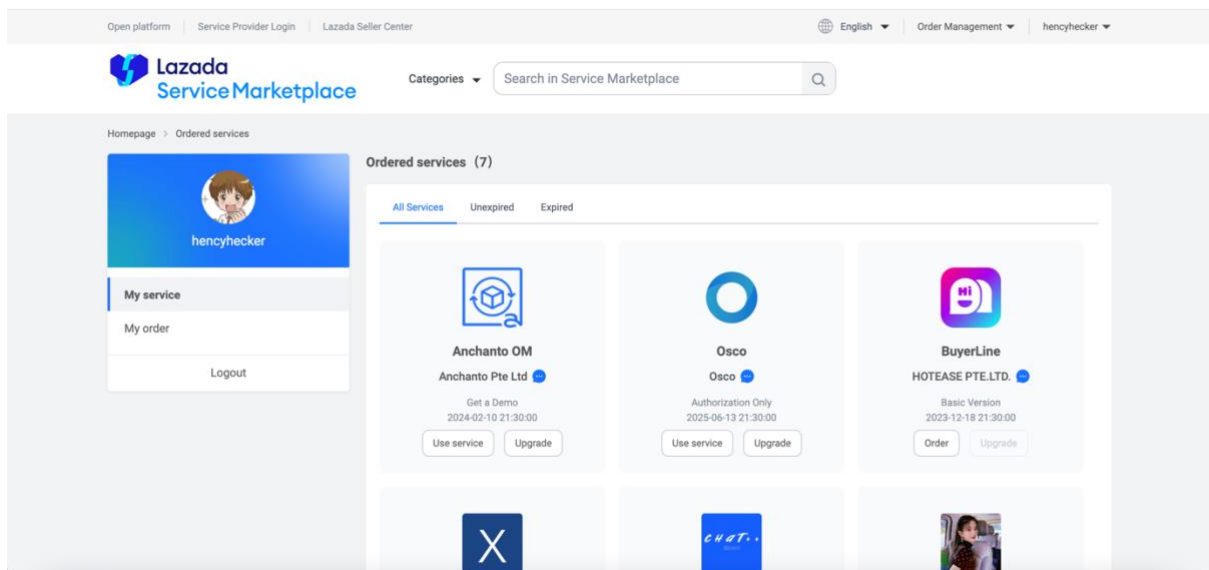 Open platform Service Provider Login Lazada Seller Center English Order Management hencyhecker
Lazada
Service Marketplace
Categories Search in Service Marketplace
Homepage > Ordered services
Ordered services (7)
hencyhecker
My service
My order
Logout
All Services Unexpired Expired
Anchanto OM
Anchanto Pte Ltd
Get a Demo
2024-02-10 21:30:00
Use service Upgrade
Osco
Osco
Authorization Only
2025-06-13 21:30:00
Use service Upgrade
Hi
BuyerLine
HOTEASE PTE.LTD.
Basic Version
2023-12-18 21:30:00
Order Upgrade
X
CHAT..